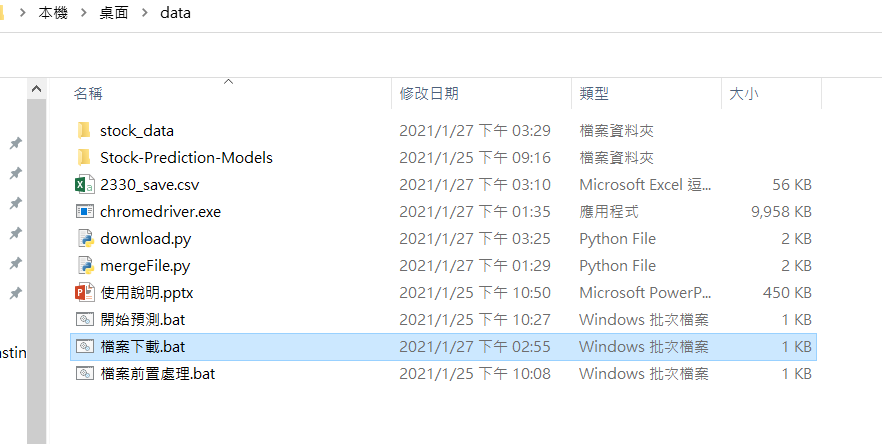 本機 > 桌面 > data
名稱 修改日期 類型 大小
stock_data 2021/1/27 下午 03:29 檔案資料夾
Stock-Prediction-Models 2021/1/25 下午 09:16 檔案資料夾
2330_save.csv 2021/1/27 下午 03:10 Microsoft Excel 逗... 56 KB
chromedriver.exe 2021/1/27 下午 01:35 應用程式 9,958 KB
download.py 2021/1/27 下午 03:25 Python File 2 KB
mergeFile.py 2021/1/27 下午 01:29 Python File 2 KB
使用說明.pptx 2021/1/25 下午 10:50 Microsoft PowerP... 450 KB
開始預測.bat 2021/1/25 下午 10:27 Windows 批次檔案 1 KB
檔案下載.bat 2021/1/27 下午 02:55 Windows 批次檔案 1 KB
檔案前置處理.bat 2021/1/25 下午 10:08 Windows 批次檔案 1 KB